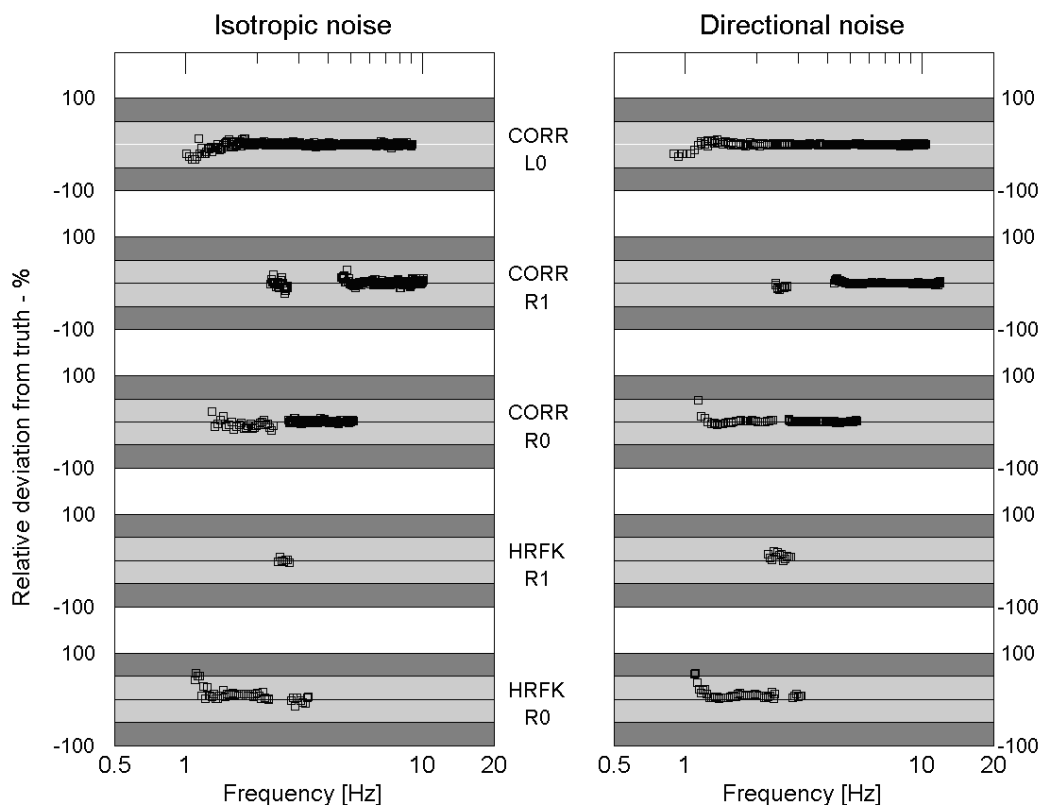 Isotropic noise
Directional noise
Relative deviation from truth - %
100
CORR
L0
100
-100
-100
100
CORR
R1
100
-100
-100
100
CORR
R0
100
-100
-100
100
HRFK
R1
100
-100
-100
100
HRFK
R0
100
-100
-100
0.5 1 10 20
0.5 1 10 20
Frequency [Hz]
Frequency [Hz]